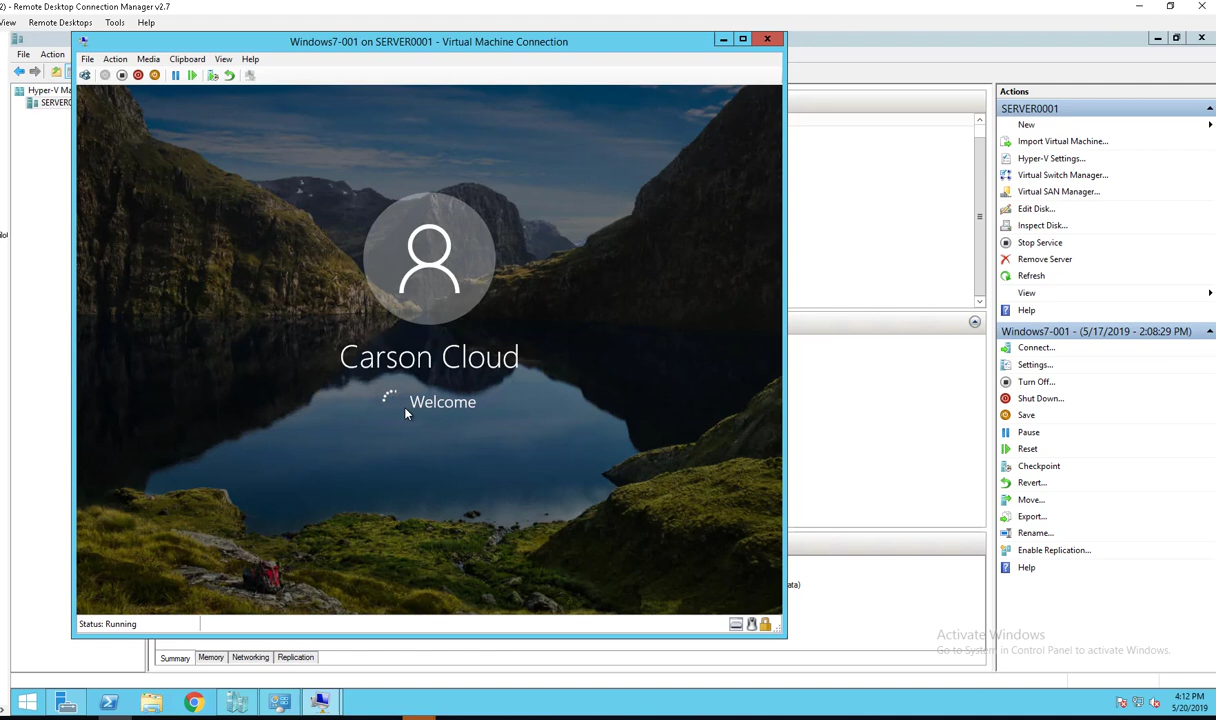 2) - Remote Desktop Connection Manager v2.7
View Remote Desktops Tools Help
File Action
Windows7-001 on SERVER0001 - Virtual Machine Connection
File Action Media Clipboard View Help
Hyper-V Ma
SERVER0
Carson Cloud
Welcome
Status: Running
ata)
Summary Memory Networking Replication
Actions
SERVER0001
New
Import Virtual Machine...
Hyper-V Settings...
Virtual Switch Manager...
Virtual SAN Manager...
Edit Disk...
Inspect Disk...
Stop Service
Remove Server
Refresh
View
Help
Windows7-001 - (5/17/2019 - 2:08:29 PM)
Connect...
Settings...
Turn Off...
Shut Down...
Save
Pause
Reset
Checkpoint
Revert...
Move...
Export...
Rename...
Enable Replication...
Help
Activate Windows
Go to System in Control Panel to activate Windows.
4:12 PM
5/20/2019